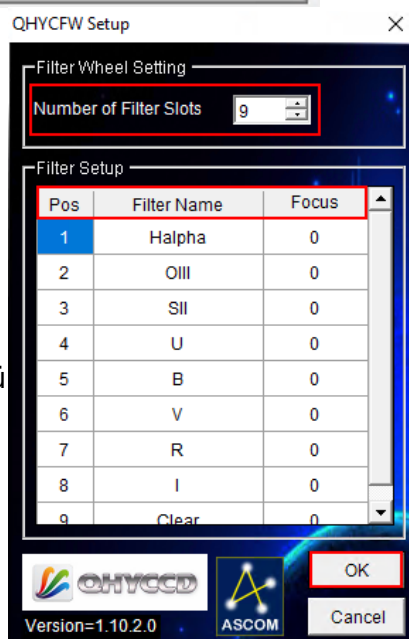 QHYCFW Setup
Filter Wheel Setting
Number of Filter Slots 9
Filter Setup
Pos Filter Name Focus
1 Halpha 0
2 OIII 0
3 SII 0
4 U 0
5 B 0
6 V 0
7 R 0
8 I 0
9 Clear 0
QHYCCD
ASCOM
OK
Version=1.10.2.0
Cancel